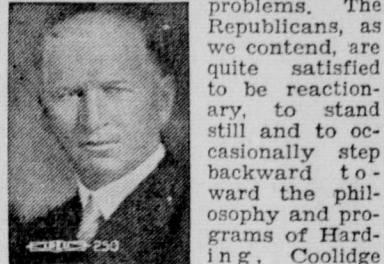 problems. The
Republicans, as
we contend, are
quite satisfied
to be reaction-
ary, to stand
still and to oc-
casionally step
backward to-
ward the phil-
osophy and pro-
grams of Hard-
ing, Coolidge
250